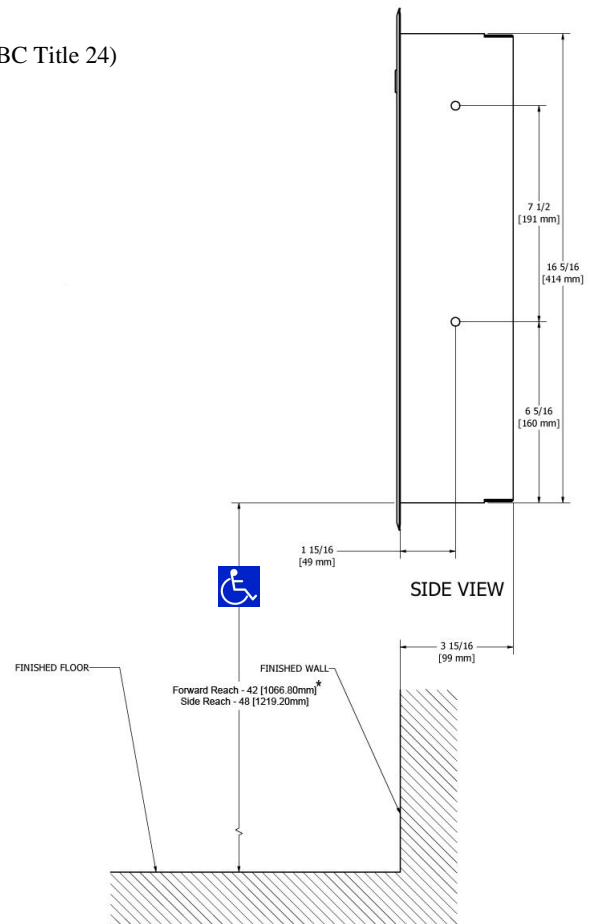 BC Title 24)
7 1/2
[191 mm]
16 5/16
[414 mm]
6 5/16
[160 mm]
1 15/16
[49 mm]
SIDE VIEW
3 15/16
[99 mm]
FINISHED FLOOR
FINISHED WALL
Forward Reach - 42 [1066.80mm]*
Side Reach - 48 [1219.20mm]